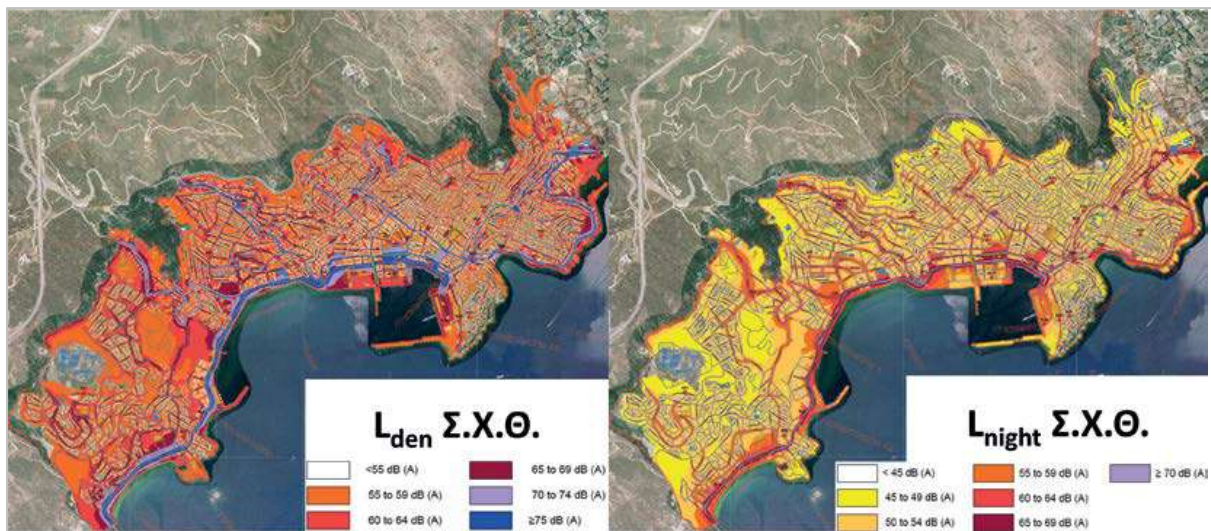 Lden Σ.Χ.Θ.
<55 dB (A)
55 to 59 dB (A)
60 to 64 dB (A)
65 to 69 dB (A)
70 to 74 dB (A)
≥75 dB (A)
Lnight Σ.Χ.Θ.
< 45 dB (A)
45 to 49 dB (A)
50 to 54 dB (A)
55 to 59 dB (A)
60 to 64 dB (A)
65 to 69 dB (A)
≥ 70 dB (A)